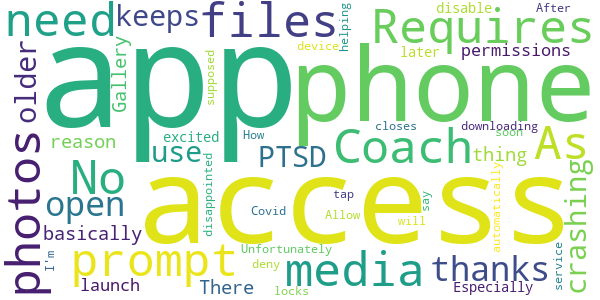 need
keeps
files
Requires
disable
After
older
Gallery
app
supposed
phone
helping
device
later
permissions
photos
reason
excited
No
use
disappointed
How
PTSD
closes
Coach
downloading
soon
thing
As
crashing
open
basically
I'm
access
Covid
tap
Allow
will
say
automatically
prompt
Unfortunately
deny
media
thanks
launch
There
locks
Especially
service